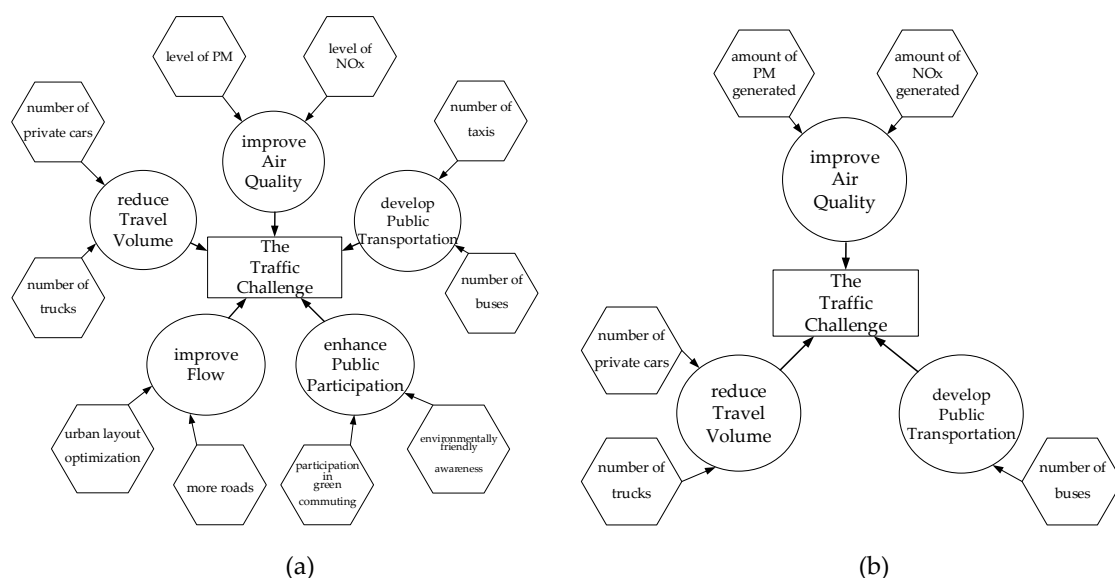 level of PM
level of
NOx
number of
private cars
number of
taxis
improve
Air
Quality
reduce
Travel
Volume
develop
Public
Transportation
The
Traffic
Challenge
number of
trucks
number of
buses
improve
Flow
enhance
Public
Participation
urban layout
optimization
more roads
participation
in
green
commuting
environmentally
friendly
awareness
(a)
amount of
PM
generated
amount of
NOx
generated
improve
Air
Quality
The
Traffic
Challenge
number of
private cars
reduce
Travel
Volume
develop
Public
Transportation
number of
trucks
number of
buses
(b)